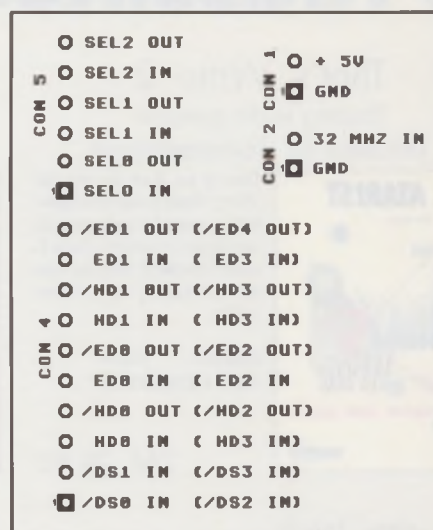 SEL2 OUT
SEL2 IN
SEL1 OUT
SEL1 IN
SEL0 OUT
SELO IN
CON 5
+ 5V
GND
CON 1
32 MHZ IN
GND
CON 2
/ED1 OUT (/ED4 OUT)
ED1 IN ( ED3 IN)
/HD1 OUT (/HD3 OUT)
HD1 IN ( HD3 IN)
/ED0 OUT (/ED2 OUT)
ED0 IN ( ED2 IN
/HD0 OUT (/HD2 OUT)
HD0 IN ( HD3 IN)
/DS1 IN (/DS3 IN)
/DS0 IN (/DS2 IN)
CON 4